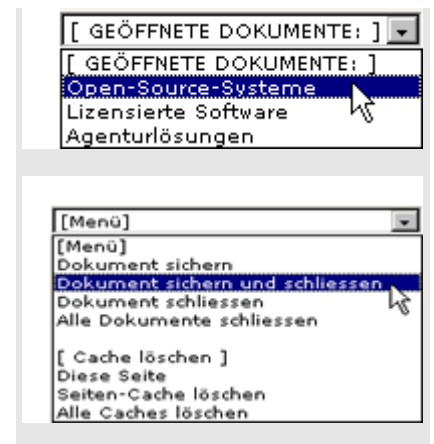 [ GEÖFFNETE DOKUMENTE: ]
[ GEÖFFNETE DOKUMENTE: ]
Open-Source-Systeme
Lizensierte Software
Agenturlösungen
[Menü]
[Menü]
Dokument sichern
Dokument sichern und schliessen
Dokument schliessen
Alle Dokumente schliessen
[ Cache löschen ]
Diese Seite
Seiten-Cache löschen
Alle Caches löschen